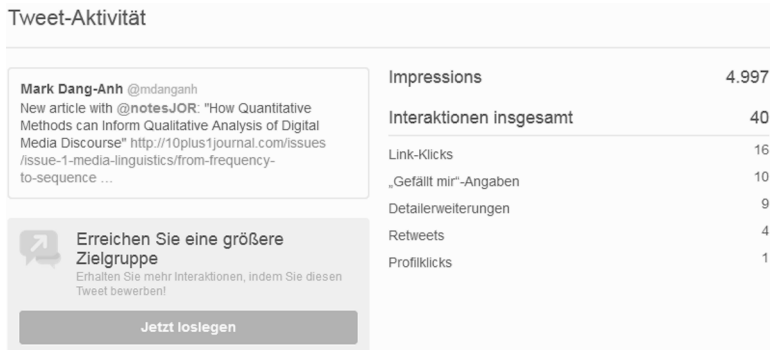 Tweet-Aktivität
Mark Dang-Anh @mdanganh
New article with @notesJOR: "How Quantitative
Methods can Inform Qualitative Analysis of Digital
Media Discourse" http://10plus1journal.com/issues
/issue-1-media-linguistics/from-frequency-
to-sequence …
Erreichen Sie eine größere
Zielgruppe
Erhalten Sie mehr Interaktionen, indem Sie diesen
Tweet bewerben!
Jetzt loslegen
Impressions 4.997
Interaktionen insgesamt 40
Link-Klicks 16
„Gefällt mir“-Angaben 10
Detailerweiterungen 9
Retweets 4
Profilklicks 1